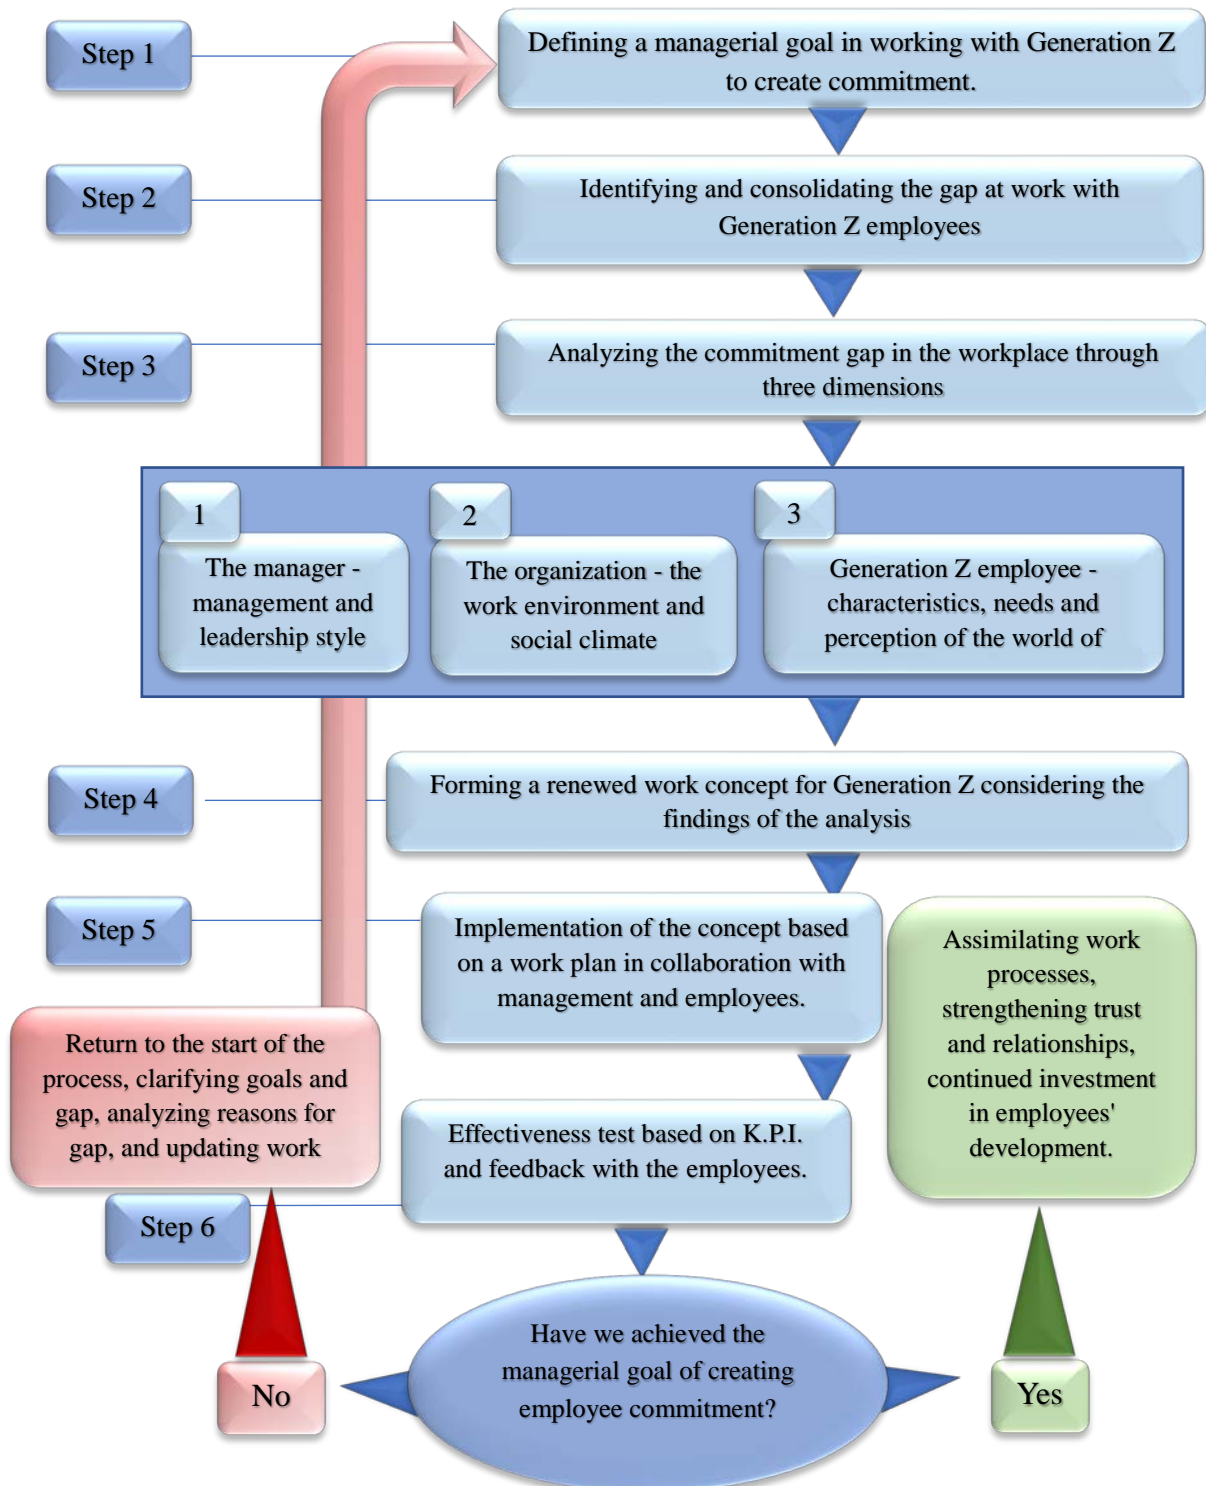 Step 1
Defining a managerial goal in working with Generation Z
to create commitment.
Step 2
Identifying and consolidating the gap at work with
Generation Z employees
Step 3
Analyzing the commitment gap in the workplace through
three dimensions
1
The manager -
management and
leadership style
2
The organization - the
work environment and
social climate
3
Generation Z employee -
characteristics, needs and
perception of the world of
Step 4
Forming a renewed work concept for Generation Z considering the
findings of the analysis
Step 5
Implementation of the concept based
on a work plan in collaboration with
management and employees.
Assimilating work
processes,
strengthening trust
and relationships,
continued investment
in employees'
development.
Return to the start of the
process, clarifying goals and
gap, analyzing reasons for
gap, and updating work
Effectiveness test based on K.P.I.
and feedback with the employees.
Step 6
Have we achieved the
managerial goal of creating
employee commitment?
No
Yes